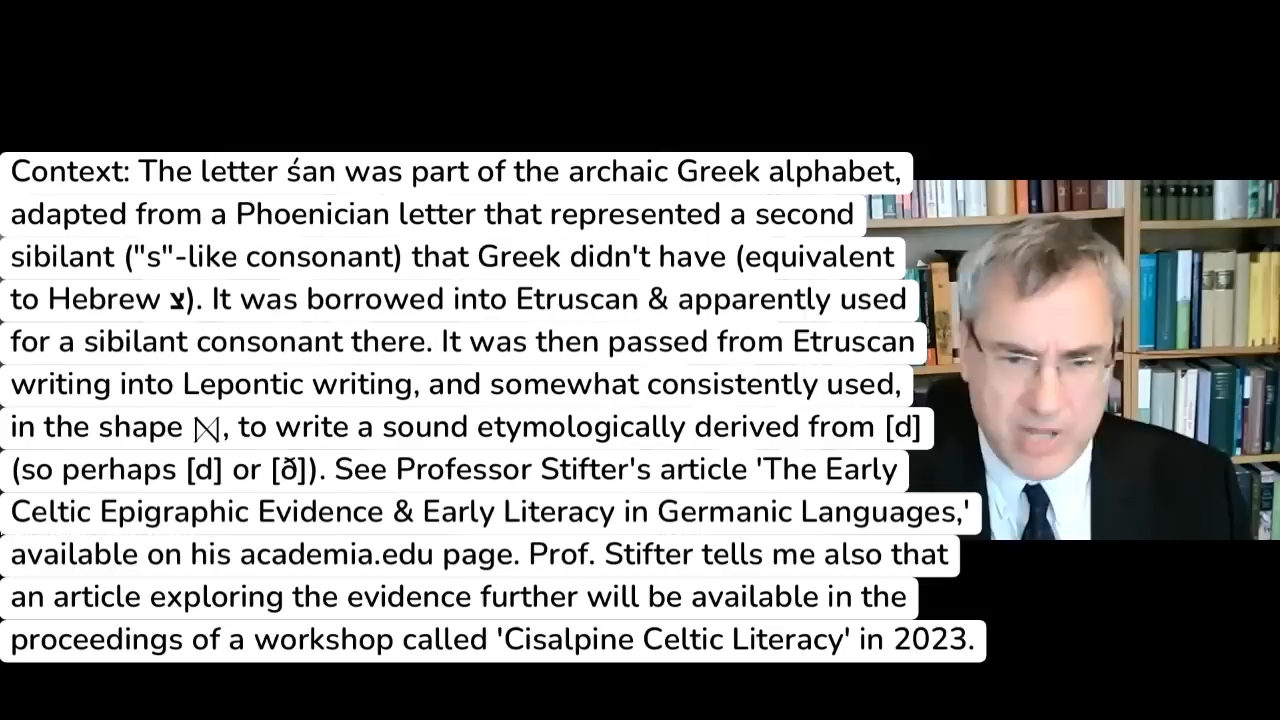 Context: The letter śan was part of the archaic Greek alphabet,
adapted from a Phoenician letter that represented a second
sibilant ("s"-like consonant) that Greek didn't have (equivalent
to Hebrew צ). It was borrowed into Etruscan & apparently used
for a sibilant consonant there. It was then passed from Etruscan
writing into Lepontic writing, and somewhat consistently used,
in the shape ᛞ, to write a sound etymologically derived from [d]
(so perhaps [d] or [ð]). See Professor Stifter's article 'The Early
Celtic Epigraphic Evidence & Early Literacy in Germanic Languages,'
available on his academia.edu page. Prof. Stifter tells me also that
an article exploring the evidence further will be available in the
proceedings of a workshop called 'Cisalpine Celtic Literacy' in 2023.